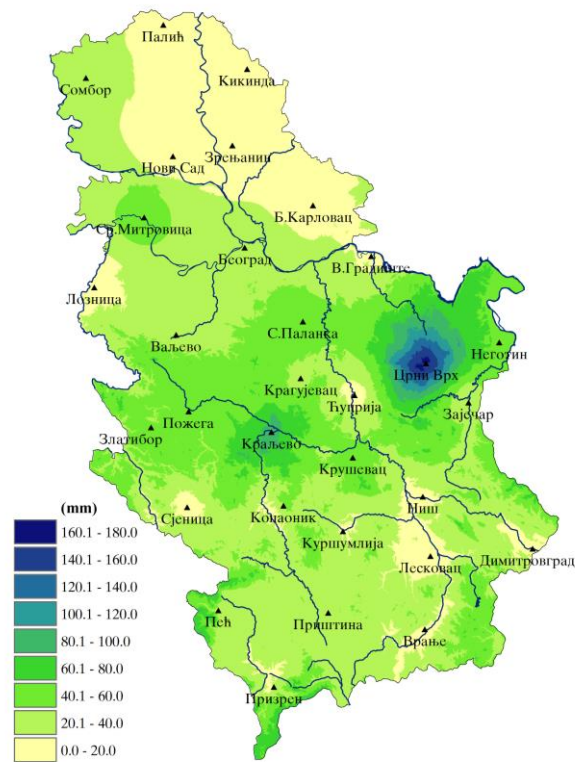 Палић
Кикинда
Сомбор
Зрењанин
Нови Сад
Б.Карловац
Ср.Митровица
Београд
В.Градиште
Лозница
С.Паланка
Ваљево
Неготин
Црни Врх
Крагујевац
Ћуприја
Зајечар
Пожега
Златибор
Краљево
Крушевац
Ниш
Сјеница
Копаоник
Куршумлија
Димитровград
Лесковац
Пећ
Приштина
Врање
Призрен
(mm)
160.1 - 180.0
140.1 - 160.0
120.1 - 140.0
100.1 - 120.0
80.1 - 100.0
60.1 - 80.0
40.1 - 60.0
20.1 - 40.0
0.0 - 20.0